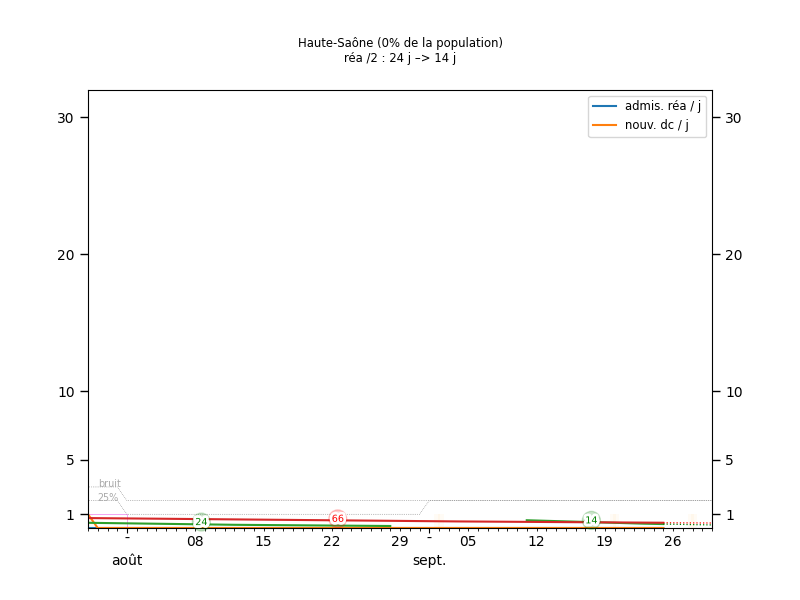 Haute-Saône (0% de la population)
réa /2 : 24 j –> 14 j
admis. réa / j
nouv. dc / j
30
30
20
20
10
10
5
5
bruit
25%
1
1
24
66
14
- 08 15 22 29 - 05 12 19 26
août sept.